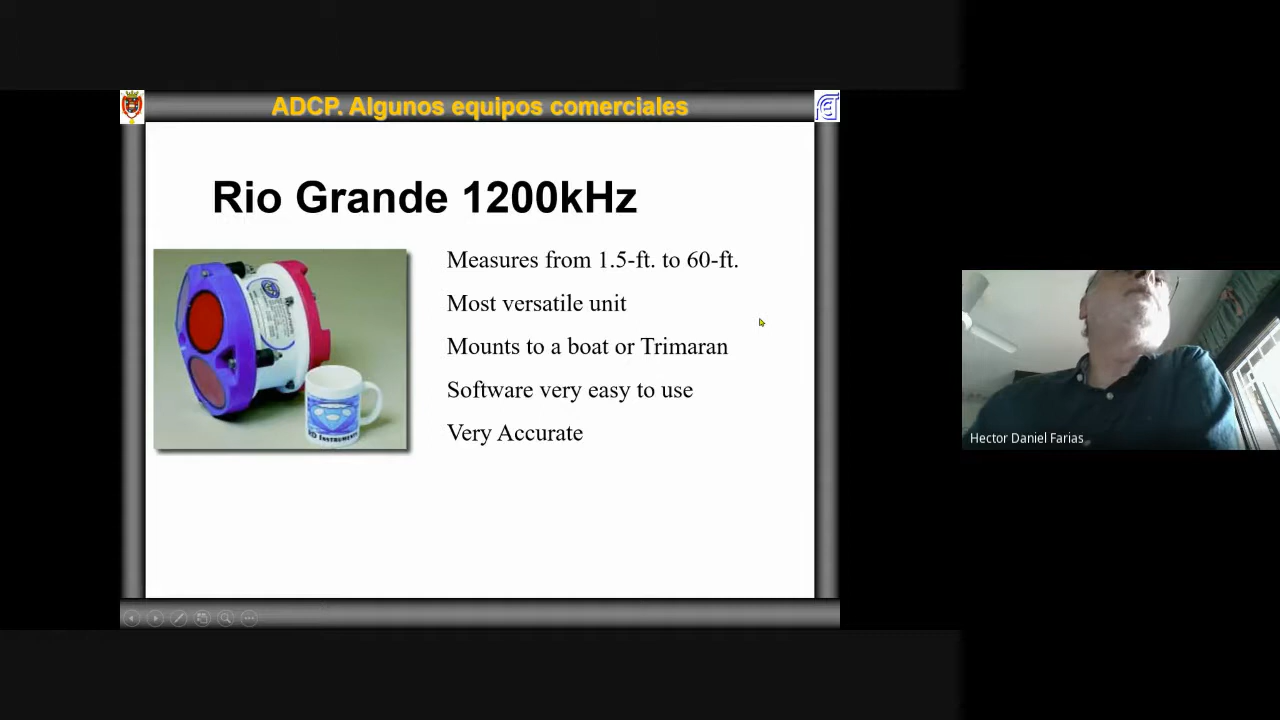 ADCP. Algunos equipos comerciales
Rio Grande 1200kHz
Measures from 1.5-ft. to 60-ft.
Most versatile unit
Mounts to a boat or Trimaran
Software very easy to use
Very Accurate
Hector Daniel Farias